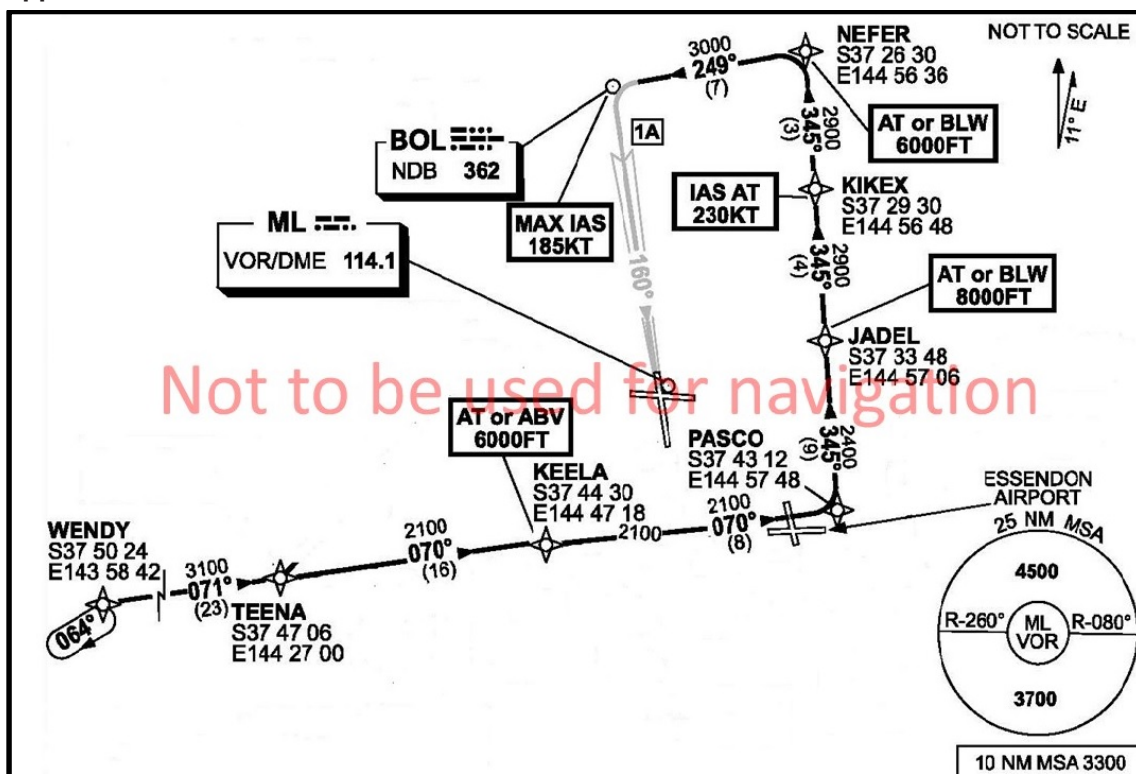 NEFER
S37 26 30
E144 56 36
NOT TO SCALE
11° E
3000
249°
(7)
AT or BLW
6000FT
2900
345°
(3)
1A
BOL
NDB 362
MAX IAS
185KT
IAS AT
230KT
KIKEX
S37 29 30
E144 56 48
ML
VOR/DME 114.1
160°
2900
345°
(4)
AT or BLW
8000FT
JADEL
S37 33 48
E144 57 06
Not to be used for navigation
AT or ABV
6000FT
2400
345°
(9)
PASCO
S37 43 12
E144 57 48
KEELA
S37 44 30
E144 47 18
ESSENDON
AIRPORT
WENDY
S37 50 24
E143 58 42
064°
3100
071°
(23)
TEENA
S37 47 06
E144 27 00
2100
070°
(16)
2100
2100
070°
(8)
25 NM MSA
4500
R-260°
ML
VOR
R-080°
3700
10 NM MSA 3300